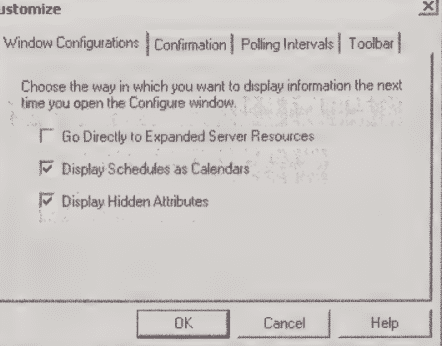 ustomize
Window Configurations Confirmation Polling Intervals Toolbar
Choose the way in which you want to display information the next
time you open the Configure window.
Go Directly to Expanded Server Resources
Display Schedules as Calendars
Display Hidden Attributes
OK Cancel Help